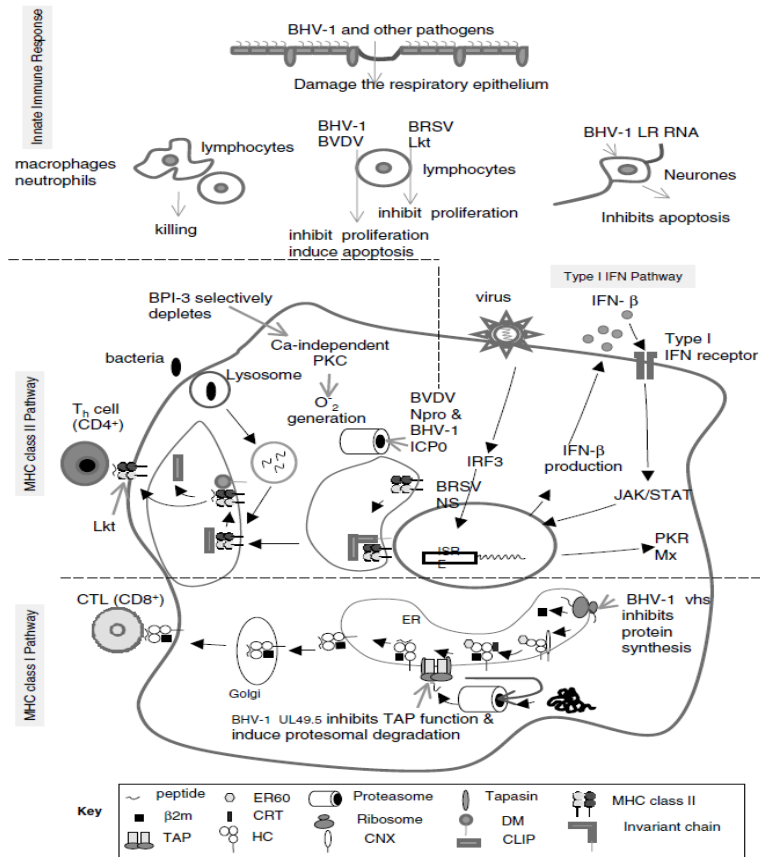 Innate Immune Response
BHV-1 and other pathogens
Damage the respiratory epithelium
macrophages
neutrophils
lymphocytes
killing
BHV-1
BVDV
BRSV
Lkt
lymphocytes
inhibit proliferation
inhibit proliferation
induce apoptosis
BHV-1 LR RNA
Neurones
Inhibits apoptosis
MHC class II Pathway
BPI-3 selectively
depletes
Ca-independent
PKC
O⁻₂
generation
bacteria
Lysosome
Th cell
(CD4+)
Lkt
BVDV
Npro &
BHV-1
ICP0
virus
Type I IFN Pathway
IFN- β
Type I
IFN receptor
IRF3
BRSV
NS
IFN-β
production
JAK/STAT
ISR
E
PKR
Mx
MHC class I Pathway
CTL (CD8+)
Golgi
ER
BHV-1 vhs
inhibits
protein
synthesis
BHV-1 UL49.5 inhibits TAP function &
induce protesomal degradation
Key
peptide
ER60
Proteasome
Tapasin
MHC class II
β2m
CRT
Ribosome
DM
Invariant chain
TAP
HC
CNX
CLIP